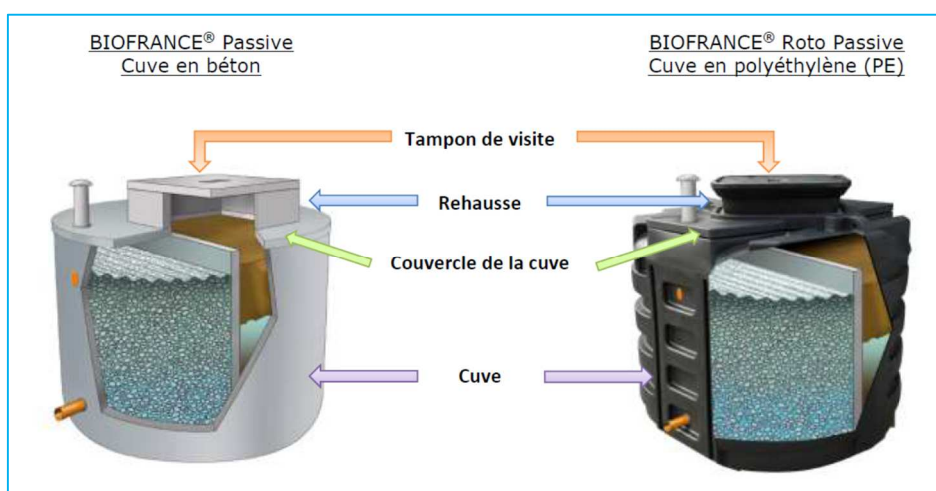 BIOFRANCE® Passive
Cuve en béton
BIOFRANCE® Roto Passive
Cuve en polyéthylène (PE)
Tampon de visite
Rehausse
Couvercle de la cuve
Cuve